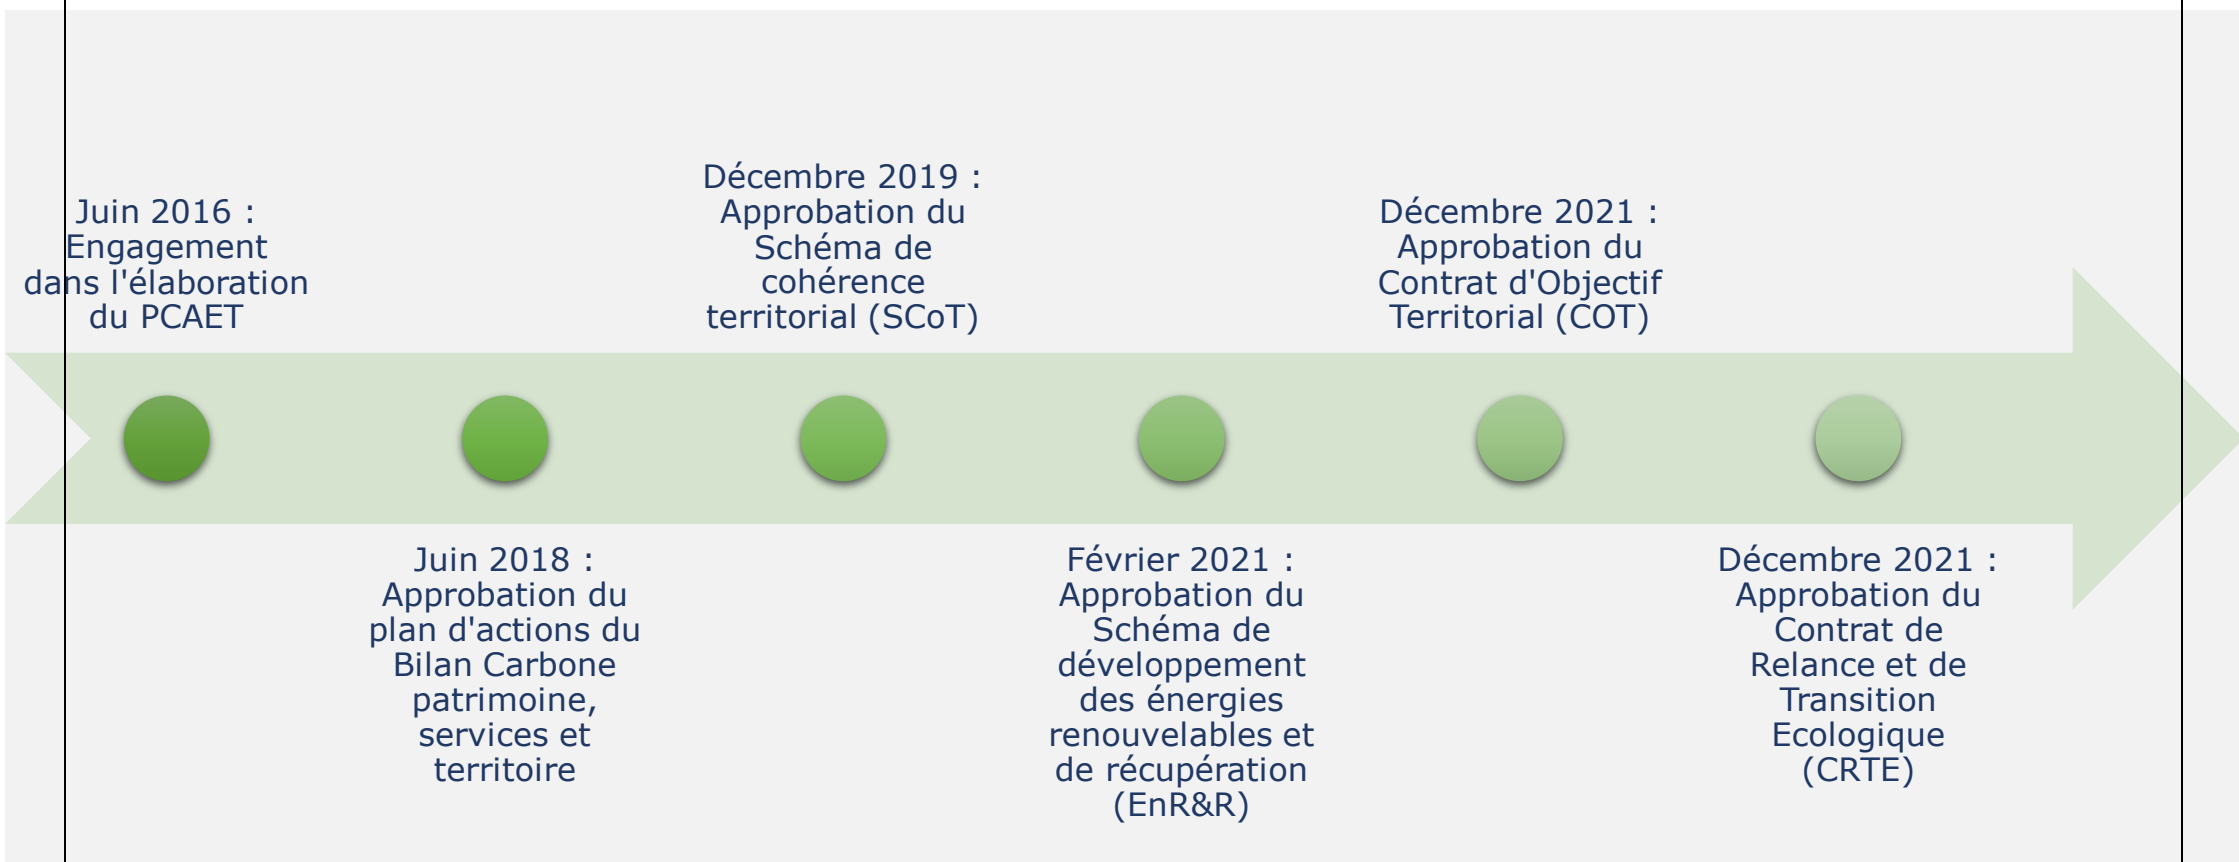 Juin 2016 :
Engagement
dans l'élaboration
du PCAET
Juin 2018 :
Approbation du
plan d'actions du
Bilan Carbone
patrimoine,
services et
territoire
Décembre 2019 :
Approbation du
Schéma de
cohérence
territorial (SCoT)
Février 2021 :
Approbation du
Schéma de
développement
des énergies
renouvelables et
de récupération
(EnR&R)
Décembre 2021 :
Approbation du
Contrat d'Objectif
Territorial (COT)
Décembre 2021 :
Approbation du
Contrat de
Relance et de
Transition
Ecologique
(CRTE)